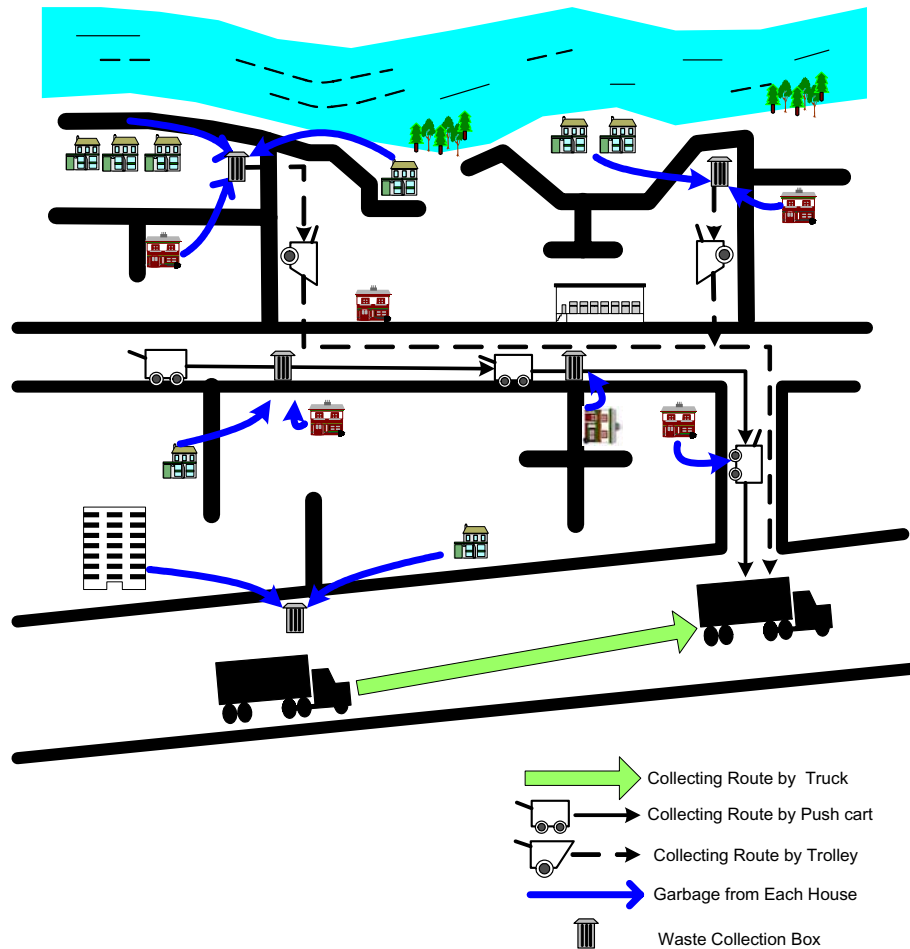 Collecting Route by Truck
Collecting Route by Push cart
Collecting Route by Trolley
Garbage from Each House
Waste Collection Box